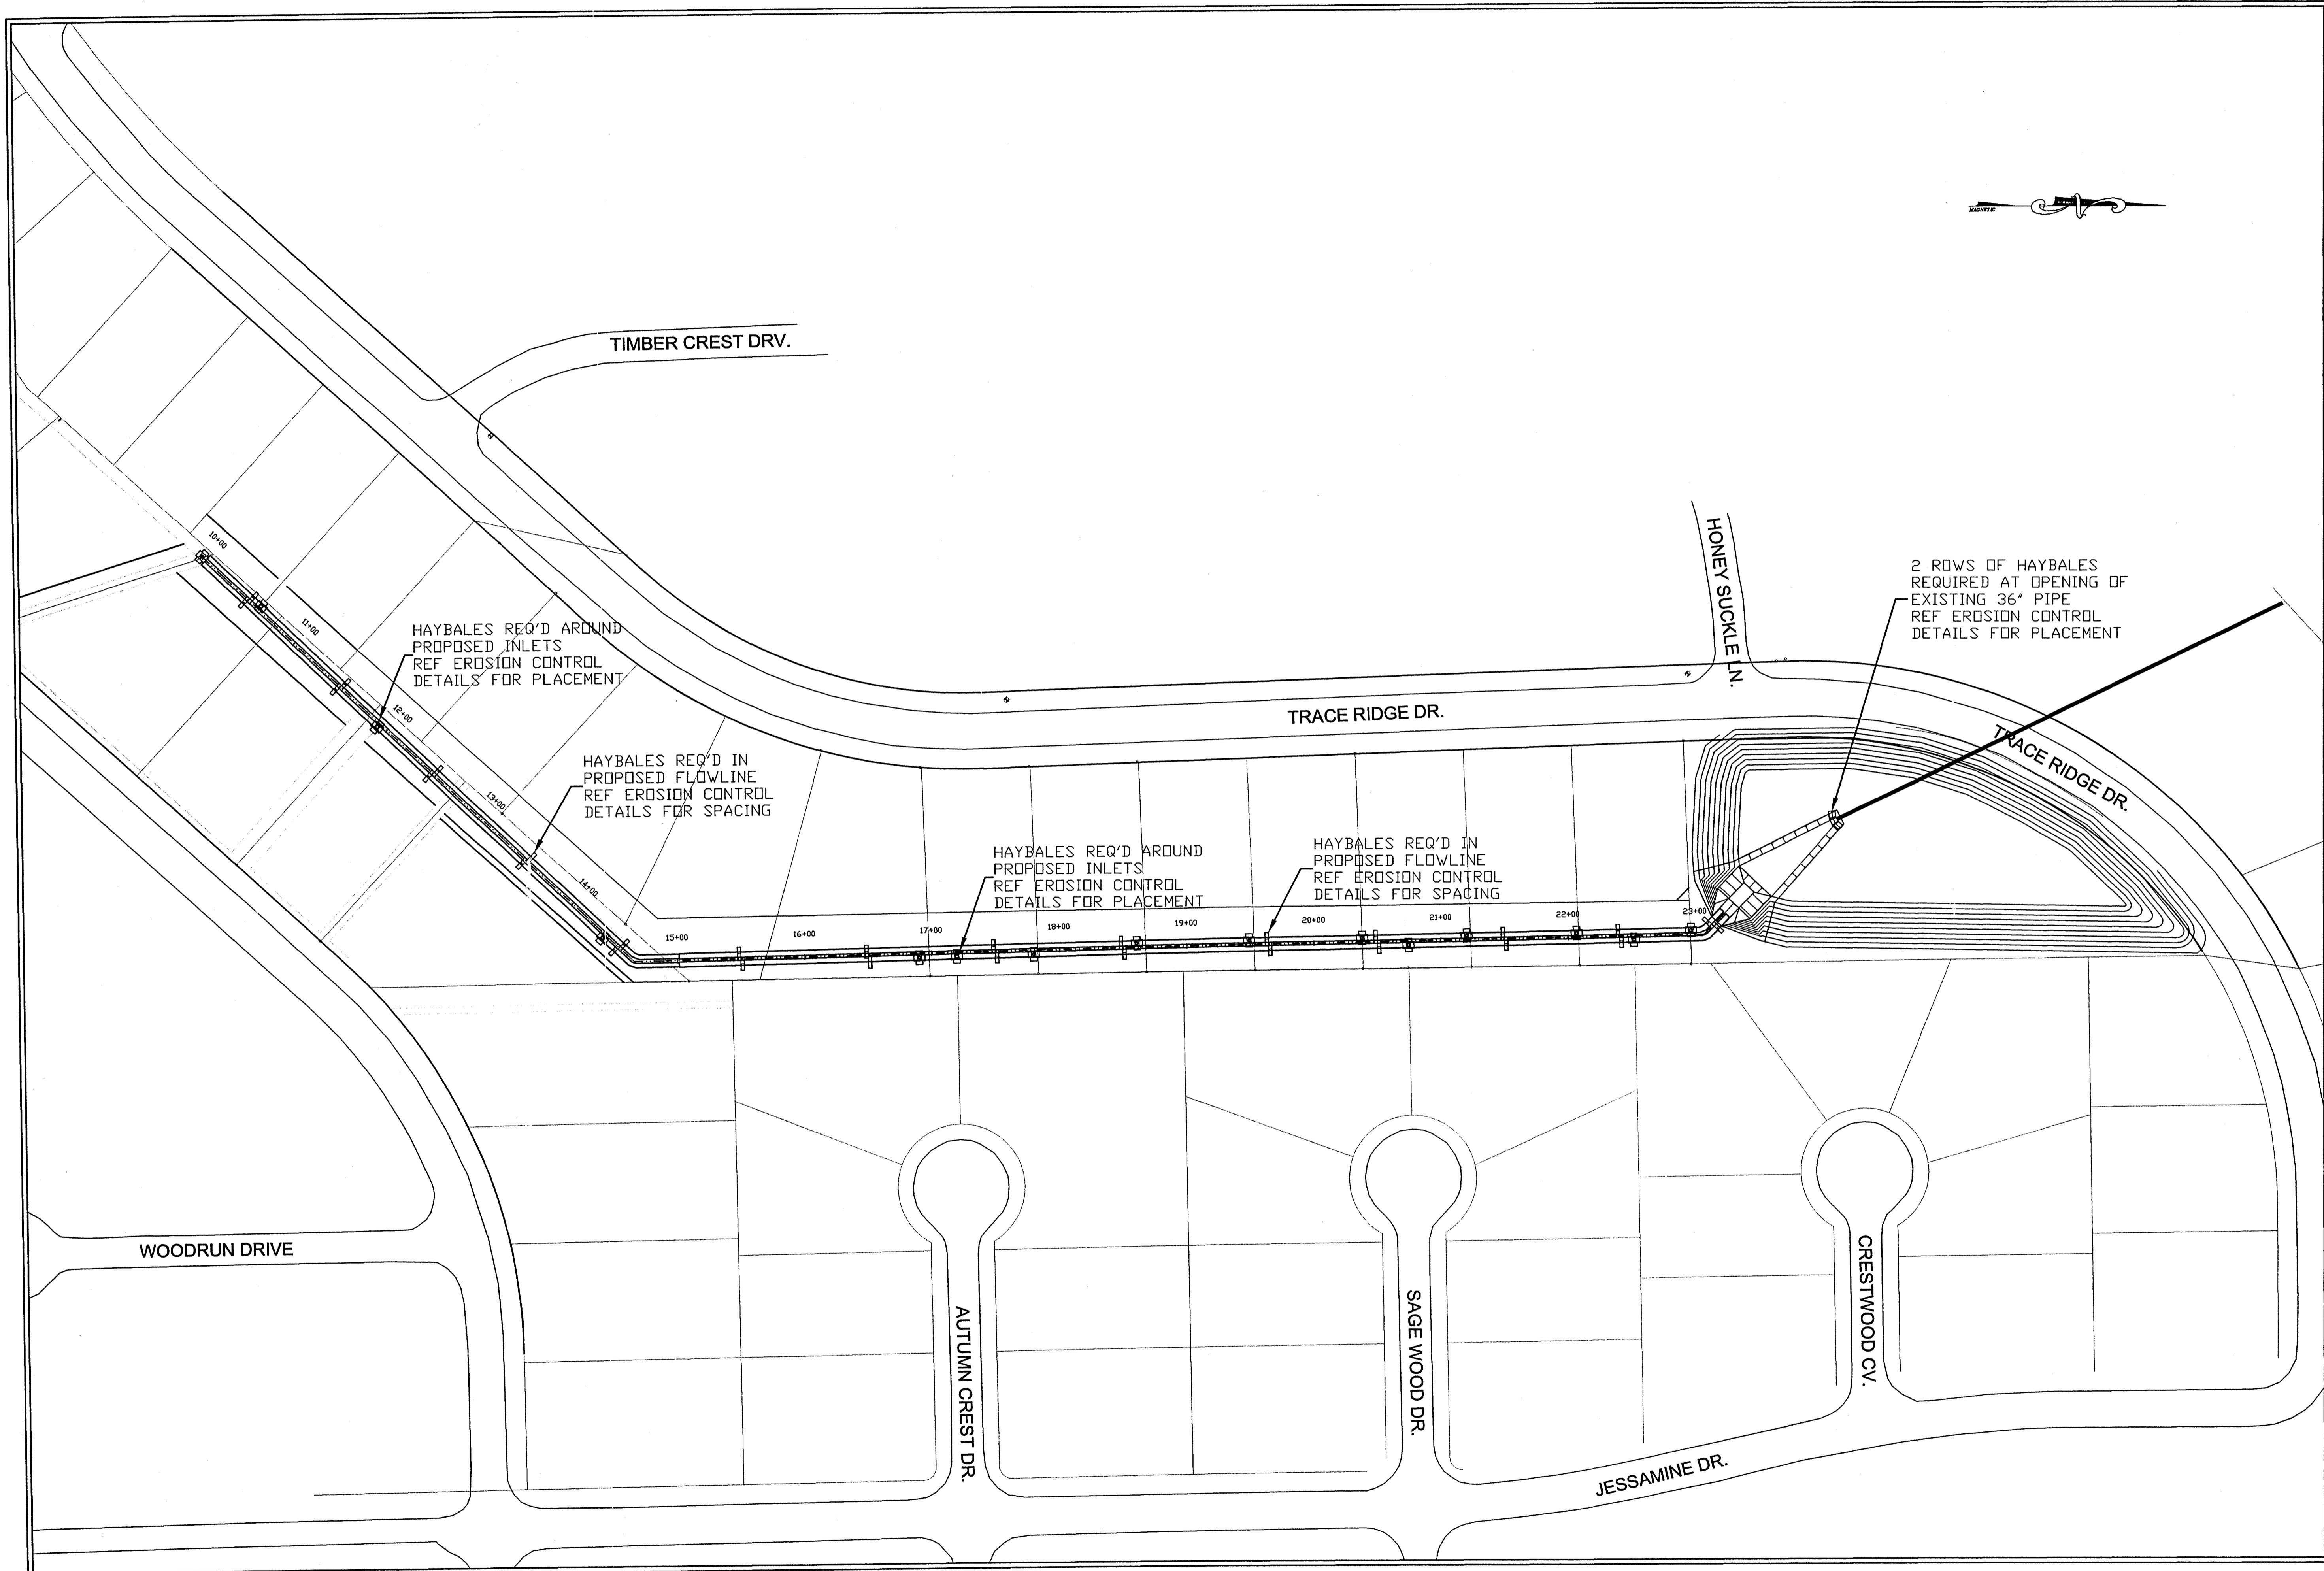 MAGNETIC
TIMBER CREST DRV.
HONEY SUCKLE LN.
2 ROWS OF HAYBALES
REQUIRED AT OPENING OF
EXISTING 36" PIPE
REF EROSION CONTROL
DETAILS FOR PLACEMENT
10+00
11+00
HAYBALES REQ'D AROUND
PROPOSED INLETS
REF EROSION CONTROL
DETAILS FOR PLACEMENT
12+00
TRACE RIDGE DR.
TRACE RIDGE DR.
HAYBALES REQ'D IN
PROPOSED FLOWLINE
REF EROSION CONTROL
DETAILS FOR SPACING
13+00
14+00
HAYBALES REQ'D AROUND
PROPOSED INLETS
REF EROSION CONTROL
DETAILS FOR PLACEMENT
HAYBALES REQ'D IN
PROPOSED FLOWLINE
REF EROSION CONTROL
DETAILS FOR SPACING
15+00
16+00
17+00
18+00
19+00
20+00
21+00
22+00
23+00
WOODRUN DRIVE
AUTUMN CREST DR.
SAGE WOOD DR.
CRESTWOOD CV.
JESSAMINE DR.